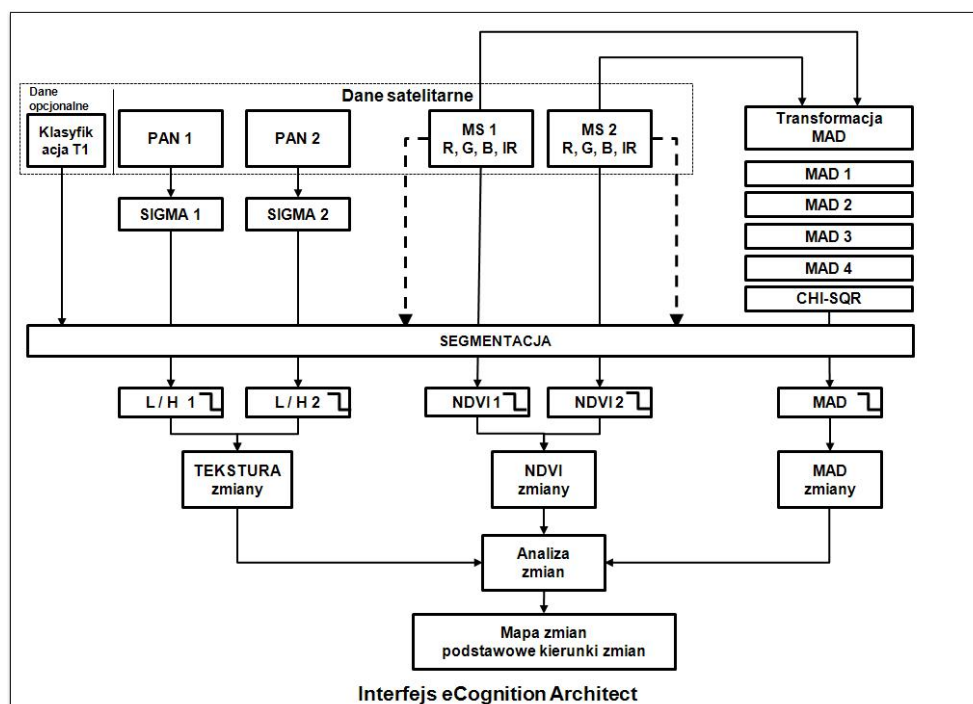 Dane
opcjonalne
Dane satelitarne
Klasyfik
acja T1
PAN 1
PAN 2
MS 1
R, G, B, IR
MS 2
R, G, B, IR
Transformacja
MAD
SIGMA 1
SIGMA 2
MAD 1
MAD 2
MAD 3
MAD 4
CHI-SQR
SEGMENTACJA
L / H 1
L / H 2
NDVI 1
NDVI 2
MAD
TEKSTURA
zmiany
NDVI
zmiany
MAD
zmiany
Analiza
zmian
Mapa zmian
podstawowe kierunki zmian
Interfejs eCognition Architect